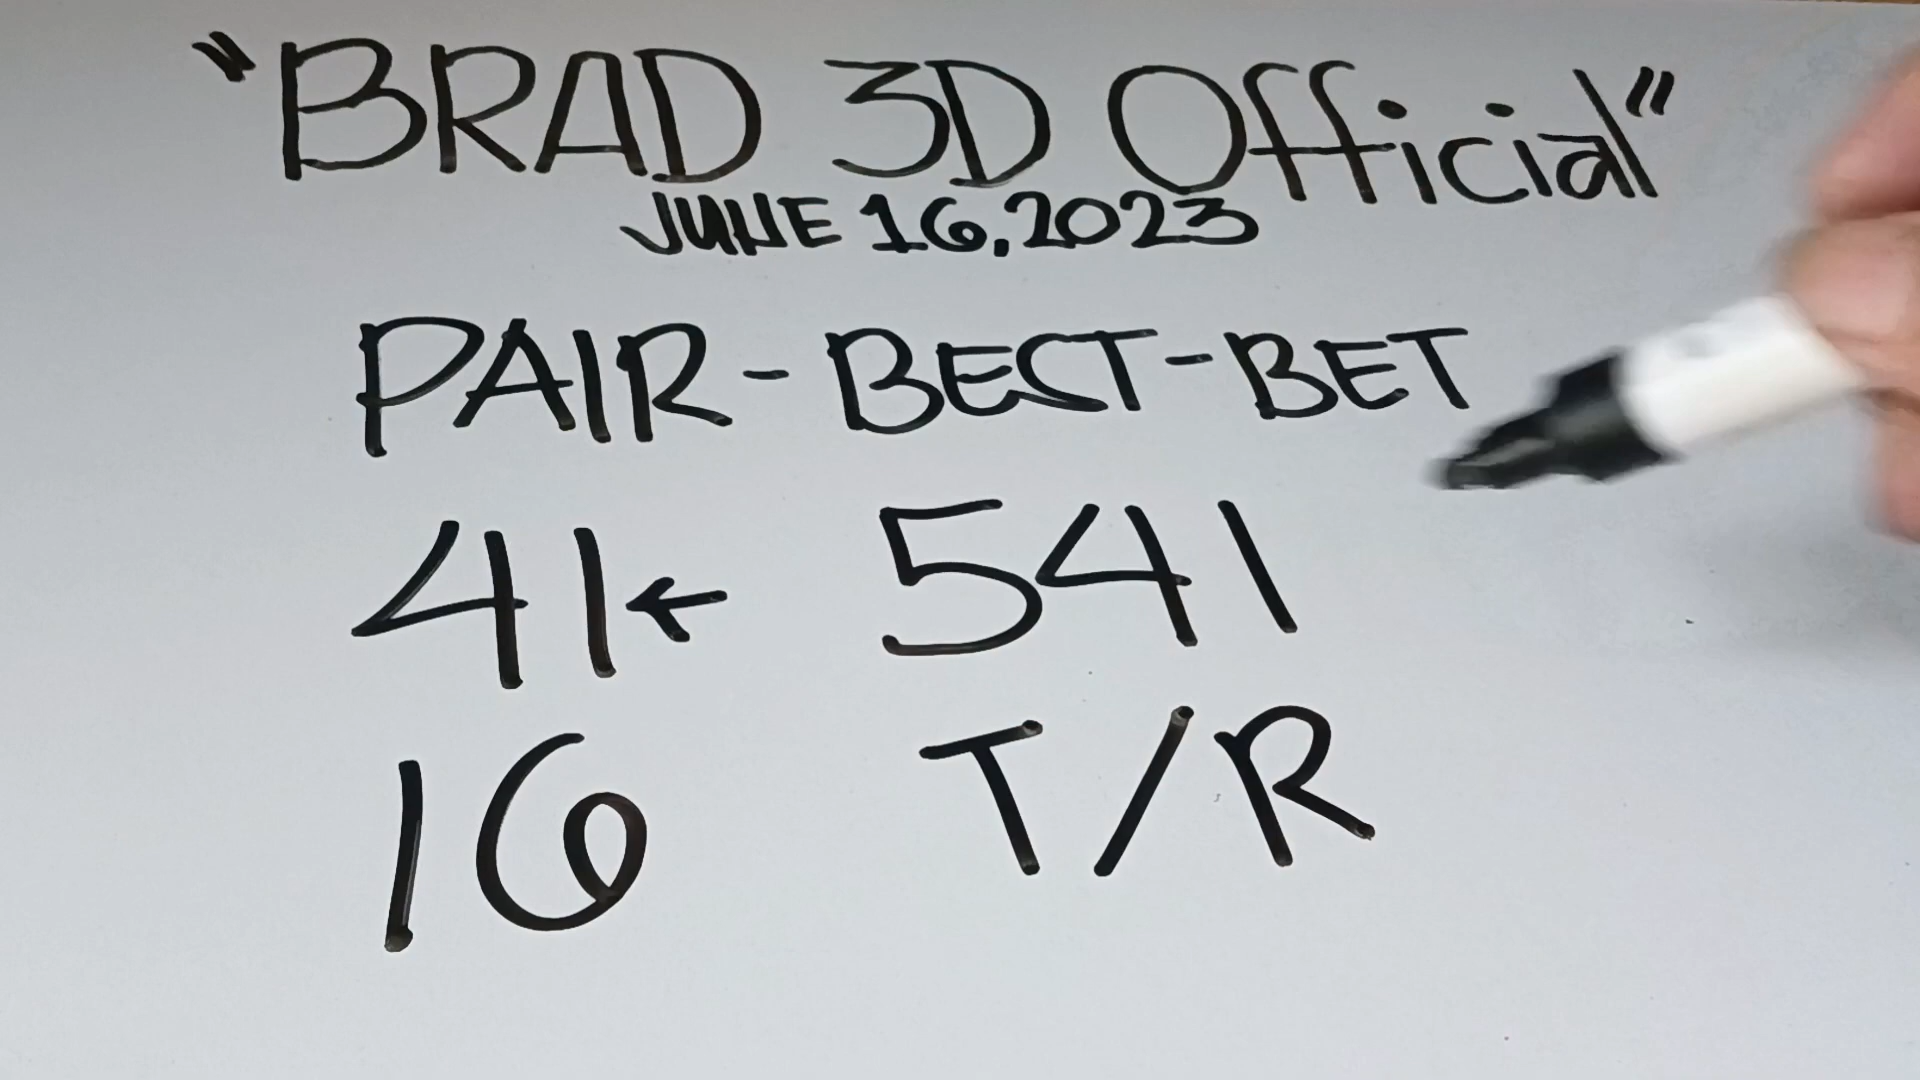 "BRAD 3D Official"
JUNE 16.2023
PAIR-BEST-BET
41← 541
16 T/R